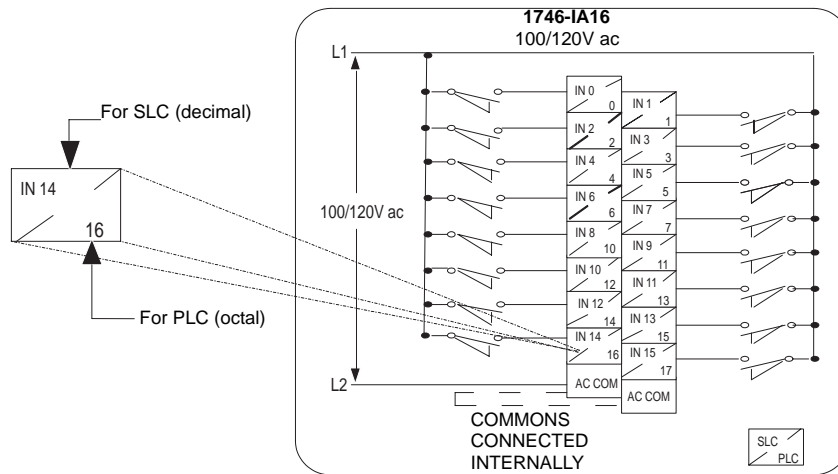 1746-IA16
100/120V ac
L1
For SLC (decimal)
IN 14
16
For PLC (octal)
100/120V ac
IN 0
0
IN 1
1
IN 2
2
IN 3
3
IN 4
4
IN 5
5
IN 6
6
IN 7
7
IN 8
10
IN 9
11
IN 10
12
IN 11
13
IN 12
14
IN 13
15
IN 14
16
IN 15
17
L2
AC COM
AC COM
COMMONS
CONNECTED
INTERNALLY
SLC
PLC